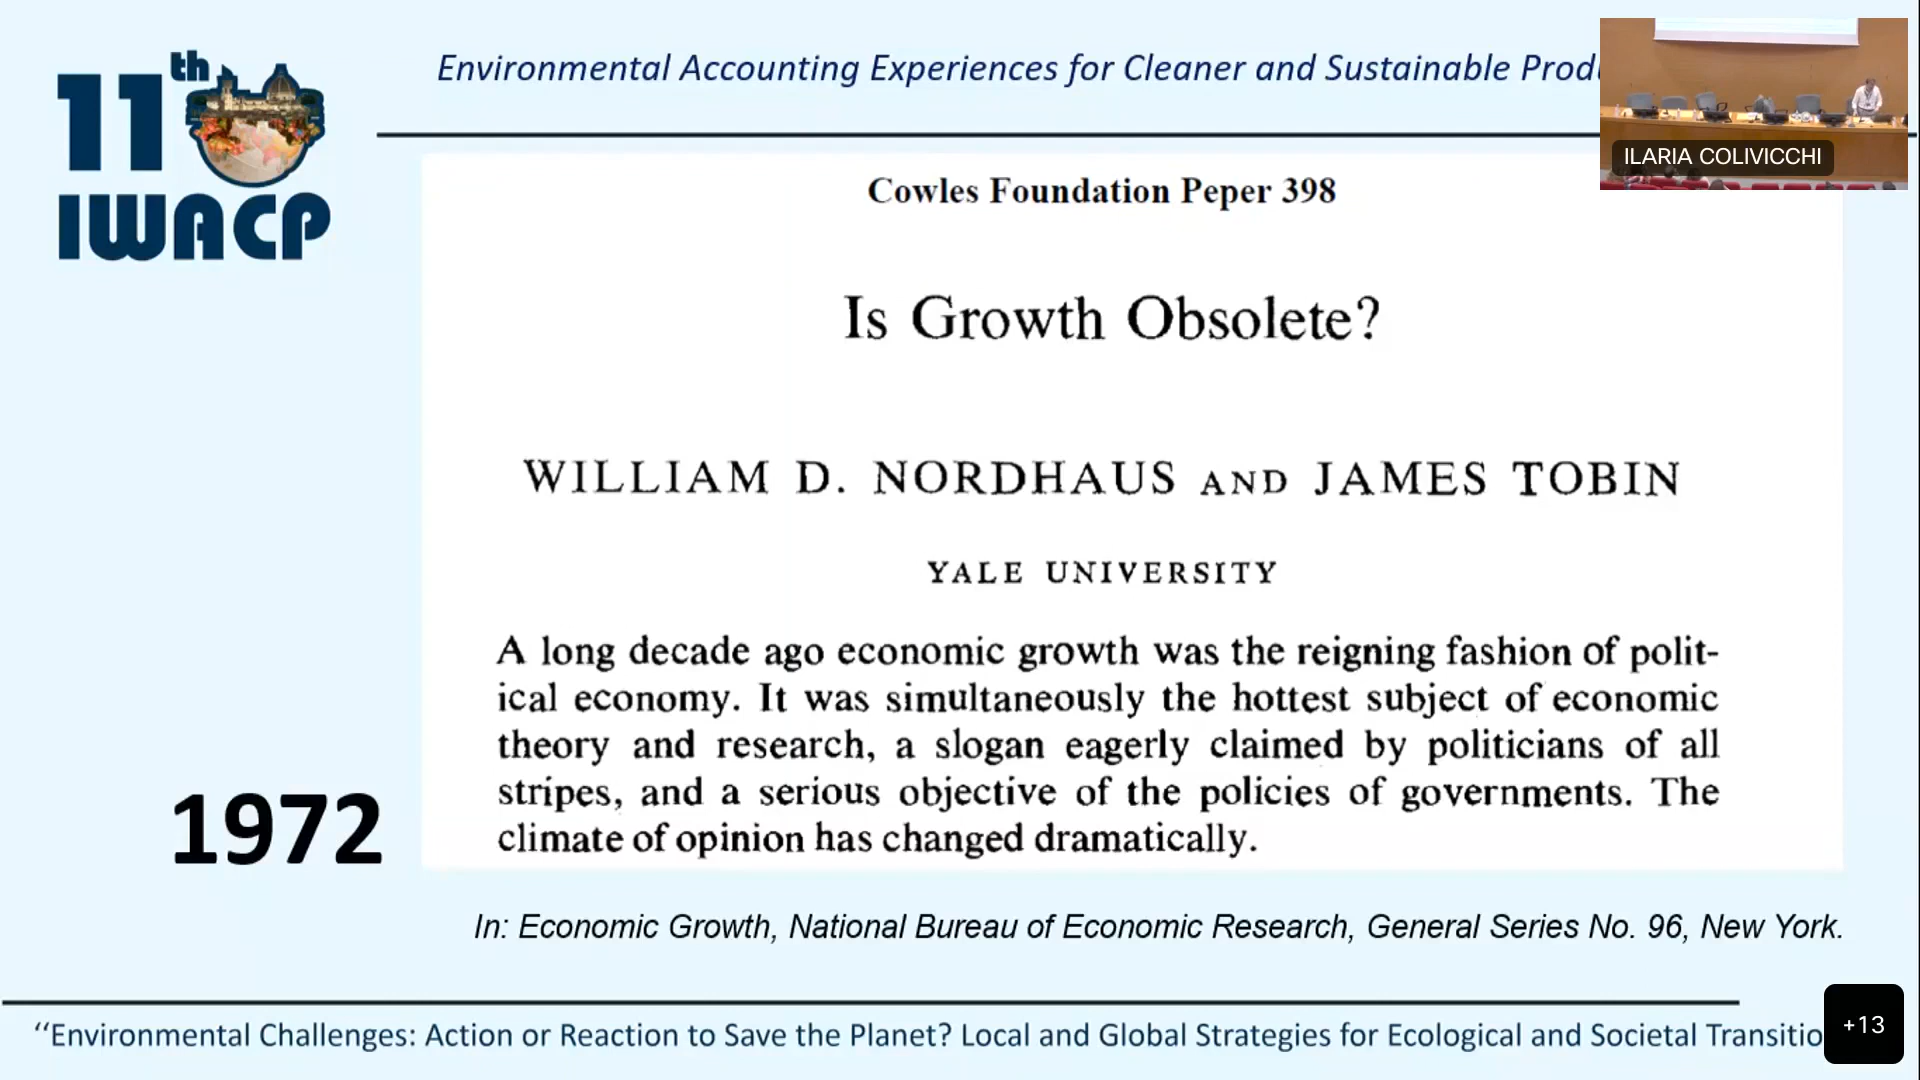 11th
IWACP
Environmental Accounting Experiences for Cleaner and Sustainable Prod
ILARIA COLIVICCHI
Cowles Foundation Peper 398
Is Growth Obsolete?
WILLIAM D. NORDHAUS AND JAMES TOBIN
YALE UNIVERSITY
A long decade ago economic growth was the reigning fashion of polit-
ical economy. It was simultaneously the hottest subject of economic
theory and research, a slogan eagerly claimed by politicians of all
stripes, and a serious objective of the policies of governments. The
climate of opinion has changed dramatically.
1972
In: Economic Growth, National Bureau of Economic Research, General Series No. 96, New York.
“Environmental Challenges: Action or Reaction to Save the Planet? Local and Global Strategies for Ecological and Societal Transitio
+13